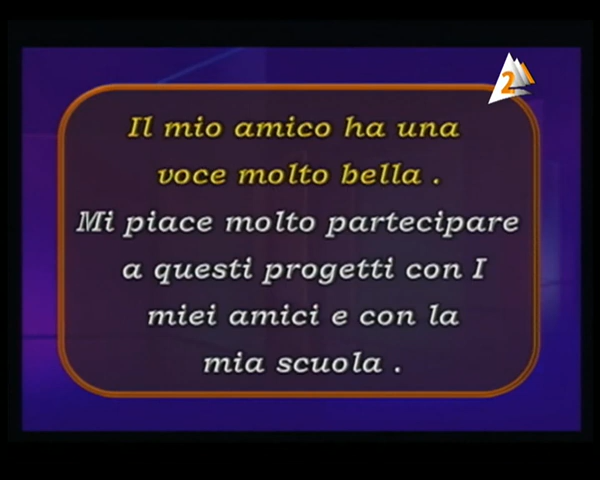 2
Il mio amico ha una
voce molto bella .
Mi piace molto partecipare
a questi progetti con I
miei amici e con la
mia scuola .